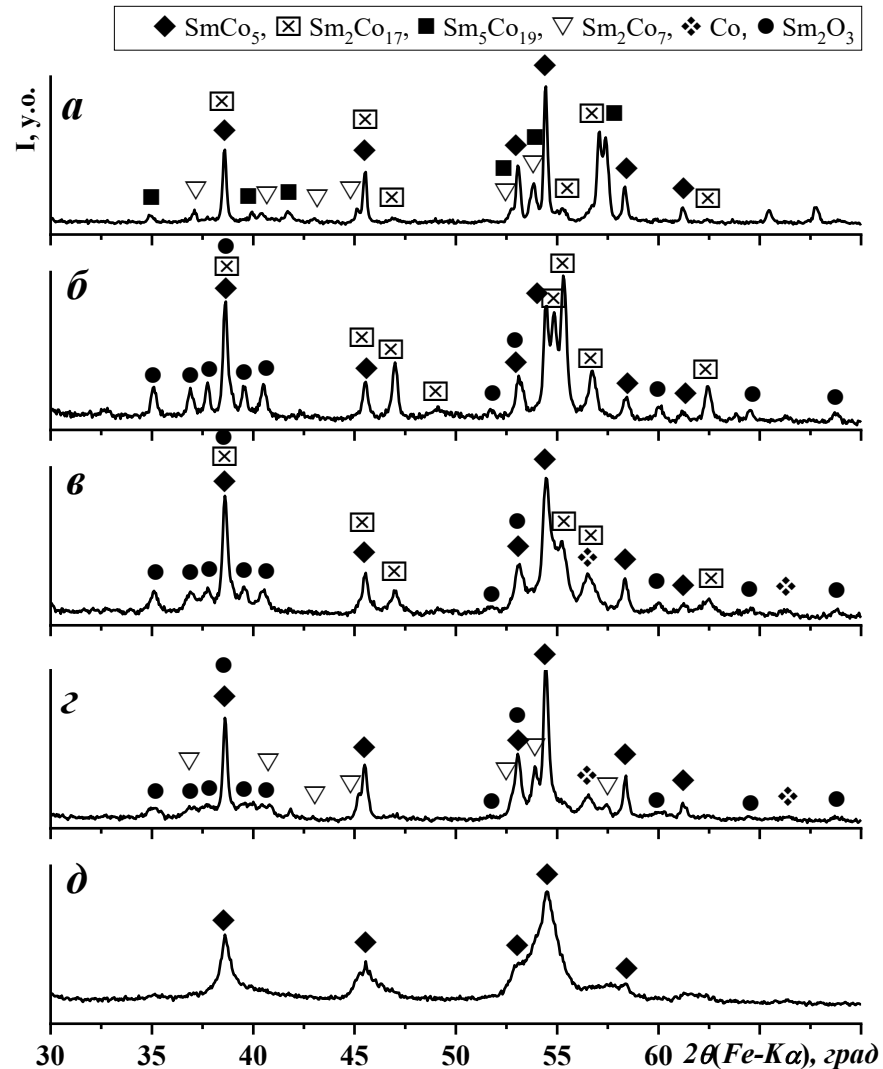 SmCo₅, Sm₂Co₁₇, Sm₅Co₁₉, Sm₂Co₇, Co, Sm₂O₃
I, у.о.
а
б
в
г
д
30 35 40 45 50 55 60 2θ(Fe-Kα), град